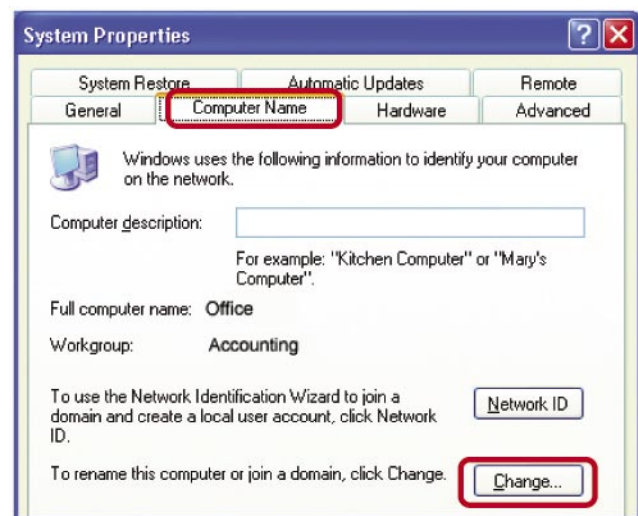 System Properties
System Restore Automatic Updates Remote
General Computer Name Hardware Advanced
Windows uses the following information to identify your computer
on the network.
Computer description:
For example: "Kitchen Computer" or "Mary's
Computer".
Full computer name: Office
Workgroup: Accounting
To use the Network Identification Wizard to join a
domain and create a local user account, click Network
ID.
Network ID
To rename this computer or join a domain, click Change.
Change...